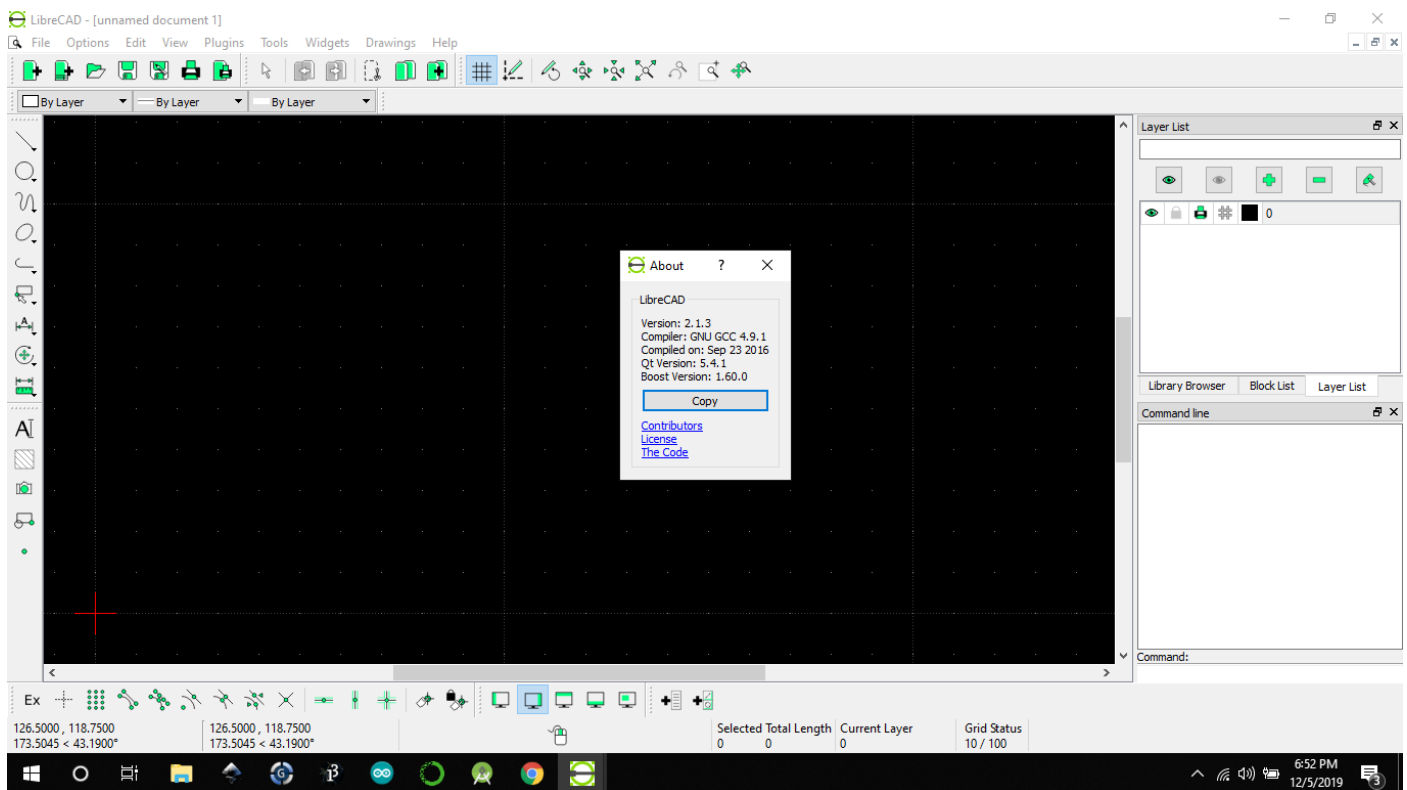 LibreCAD - [unnamed document 1]
File Options Edit View Plugins Tools Widgets Drawings Help
By Layer By Layer By Layer
Layer List
0
About ?
LibreCAD
Version: 2.1.3
Compiler: GNU GCC 4.9.1
Compiled on: Sep 23 2016
Qt Version: 5.4.1
Boost Version: 1.60.0
Copy
Contributors
License
The Code
Library Browser Block List Layer List
Command line
Command:
Ex
126.5000 , 118.7500 126.5000 , 118.7500 Selected Total Length Current Layer Grid Status
173.5045 < 43.1900° 173.5045 < 43.1900° 0 0 0 10 / 100
6:52 PM
12/5/2019
3